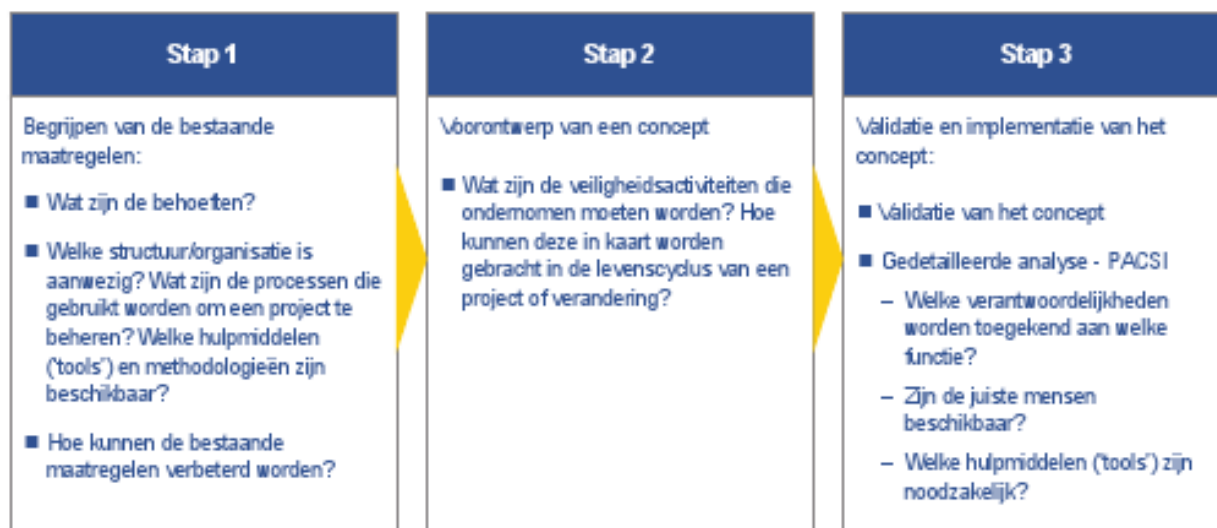 Stap 1
Begrijpen van de bestaande
maatregelen:
■ Wat zijn de behoeften?
■ Welke structuur/organisatie is
aanwezig? Wat zijn de processen die
gebruikt worden om een project te
beheren? Welke hulpmiddelen
('tools') en methodologieën zijn
beschikbaar?
■ Hoe kunnen de bestaande
maatregelen verbeterd worden?
Stap 2
Voorontwerp van een concept
■ Wat zijn de veiligheidsactiviteiten die
ondernomen moeten worden? Hoe
kunnen deze in kaart worden
gebracht in de levenscyclus van een
project of verandering?
Stap 3
Validatie en implementatie van het
concept:
■ Validatie van het concept
■ Gedetailleerde analyse - PACSI
– Welke verantwoordelijkheden
worden toegekend aan welke
functie?
– Zijn de juiste mensen
beschikbaar?
– Welke hulpmiddelen ('tools') zijn
noodzakelijk?